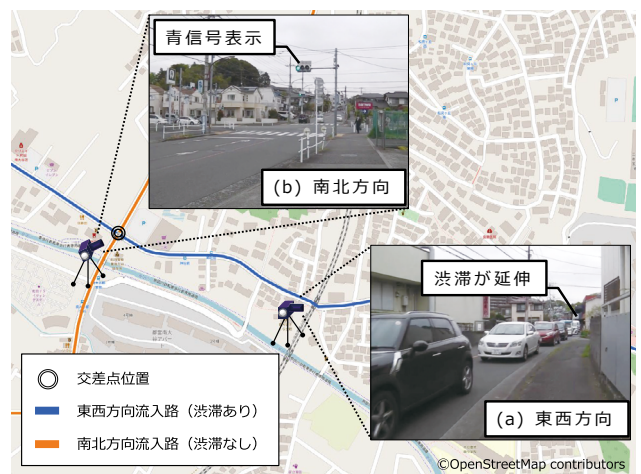 青信号表示
(b) 南北方向
渋滞が延伸
(a) 東西方向
交差点位置
東西方向流入路（渋滞あり）
南北方向流入路（渋滞なし）
©OpenStreetMap contributors